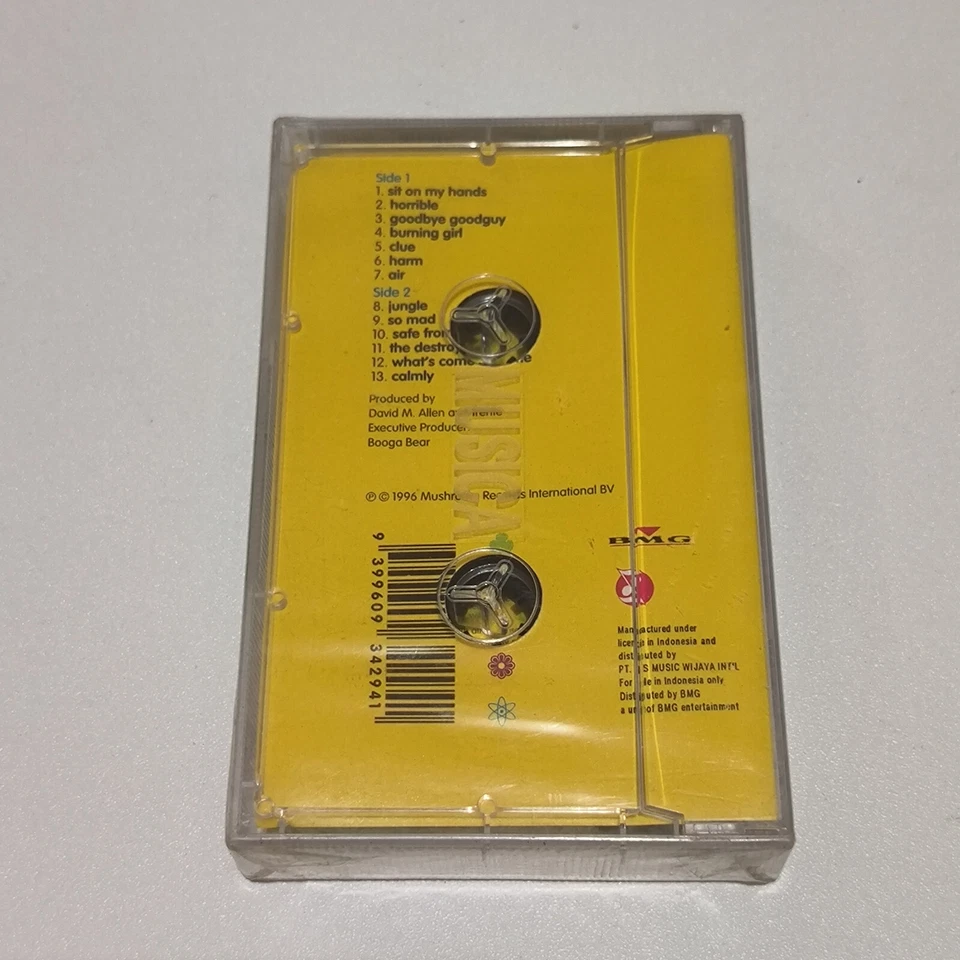 Side 1
1. sit on my hands
2. horrible
3. goodbye goodguy
4. burning girl
5. clue
6. harm
7. air
Side 2
8. jungle
9. so mad
10. safe from
11. the destroy
12. what's come
13. calmly
Produced by
David M. Allen
Executive Producer
Booga Bear
℗ © 1996 Mushroom Records International BV
MUSICA
9 399609 342941
BMG
Manufactured under
licence in Indonesia and
distributed by
PT. S MUSIC WIJAYA INT'L
For sale in Indonesia only
Distributed by BMG
a unit of BMG entertainment